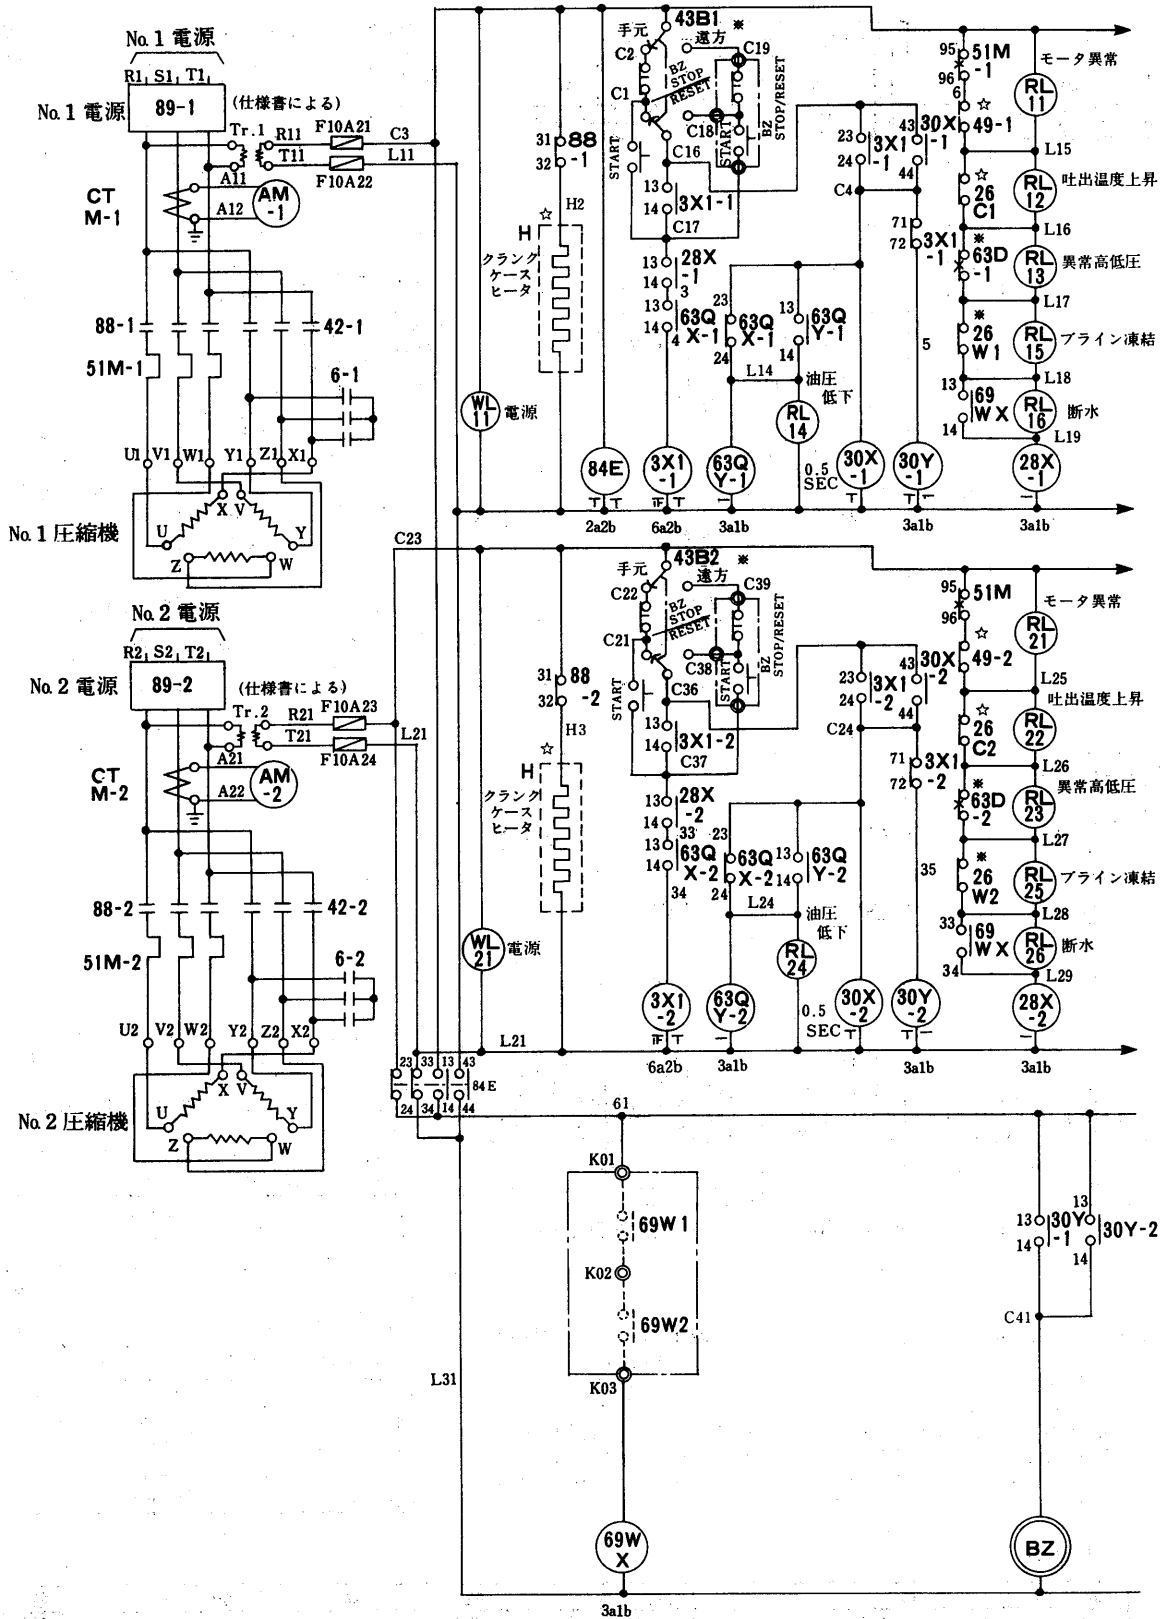 No.1 電源
R1 S1 T1
No.1 電源
89-1
(仕様書による)
Tr.1
R11
F10A21
C3
T11
F10A22
L11
CT
M-1
A11
A12
AM
-1
88-1
42-1
51M-1
6-1
U1 V1 W1 Y1 Z1 X1
U
X V
Y
Z
W
No.1 圧縮機
WL
11
電源
31
32
88
-1
H2
☆
H
クランク
ケース
ヒータ
84E
2a2b
手元
43B1
※
遠方
C2
C19
BZ
STOP
RESET
C1
C18
START
START
BZ
STOP/RESET
C16
13
14
3X1-1
C17
13
14
28X
-1
3
13
14
63Q
X-1
4
3X1
-1
6a2b
23
24
63Q
X-1
13
14
63Q
Y-1
L14
油圧
低下
RL
14
63Q
Y-1
3a1b
0.5
SEC
23
24
3X1
-1
43
44
30X
-1
C4
71
72
3X1
-1
5
30X
-1
30Y
-1
3a1b
95
96
51M
-1
6
☆
49-1
モータ異常
RL
11
L15
☆
26
C1
吐出温度上昇
RL
12
L16
※
63D
-1
RL
13
異常高低圧
L17
※
26
W1
RL
15
ブライン凍結
L18
13
14
69
WX
RL
16
断水
L19
28X
-1
3a1b
No.2 電源
R2 S2 T2
No.2 電源
89-2
(仕様書による)
Tr.2
R21
F10A23
T21
F10A24
C23
L21
CT
M-2
A21
A22
AM
-2
88-2
42-2
51M-2
6-2
U2 V2 W2 Y2 Z2 X2
U
X V
Y
Z
W
No.2 圧縮機
WL
21
電源
L21
31
32
88
-2
H3
☆
H
クランク
ケース
ヒータ
手元
43B2
※
遠方
C22
C39
BZ
STOP
RESET
C21
C38
START
START
BZ
STOP/RESET
C36
13
14
3X1-2
C37
13
14
28X
-2
33
13
14
63Q
X-2
34
3X1
-2
6a2b
23
24
63Q
X-2
13
14
63Q
Y-2
L24
油圧
低下
RL
24
63Q
Y-2
3a1b
0.5
SEC
23
24
3X1
-2
43
44
30X
-2
C24
71
72
3X1
-2
35
30X
-2
30Y
-2
3a1b
95
96
51M
☆
49-2
モータ異常
RL
21
L25
☆
26
C2
吐出温度上昇
RL
22
L26
※
63D
-2
異常高低圧
RL
23
L27
※
26
W2
RL
25
ブライン凍結
L28
33
34
69
WX
RL
26
断水
L29
28X
-2
3a1b
23 33 13 43
84E
24 34 14 44
61
K01
69W1
K02
69W2
K03
L31
69W
X
3a1b
13
14
30Y
-1
13
14
30Y-2
C41
BZ